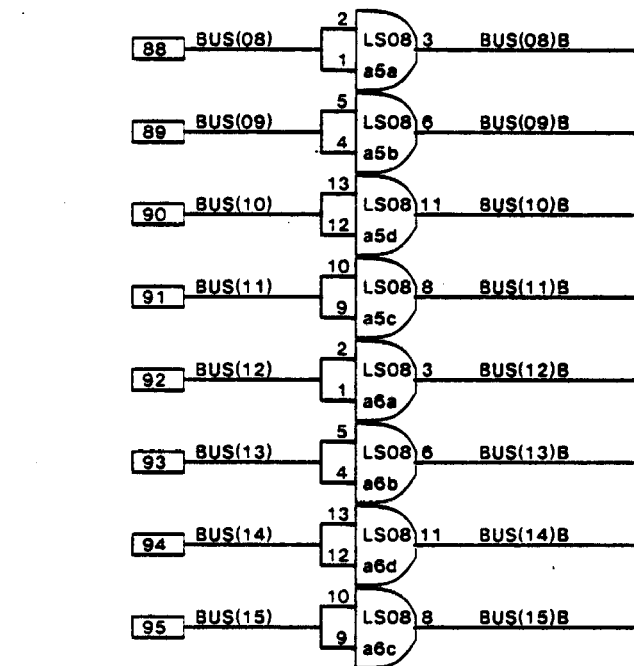 88 BUS(08) 2 1 LS08 a5a 3 BUS(08)B
89 BUS(09) 5 4 LS08 a5b 6 BUS(09)B
90 BUS(10) 13 12 LS08 a5d 11 BUS(10)B
91 BUS(11) 10 9 LS08 a5c 8 BUS(11)B
92 BUS(12) 2 1 LS08 a6a 3 BUS(12)B
93 BUS(13) 5 4 LS08 a6b 6 BUS(13)B
94 BUS(14) 13 12 LS08 a6d 11 BUS(14)B
95 BUS(15) 10 9 LS08 a6c 8 BUS(15)B